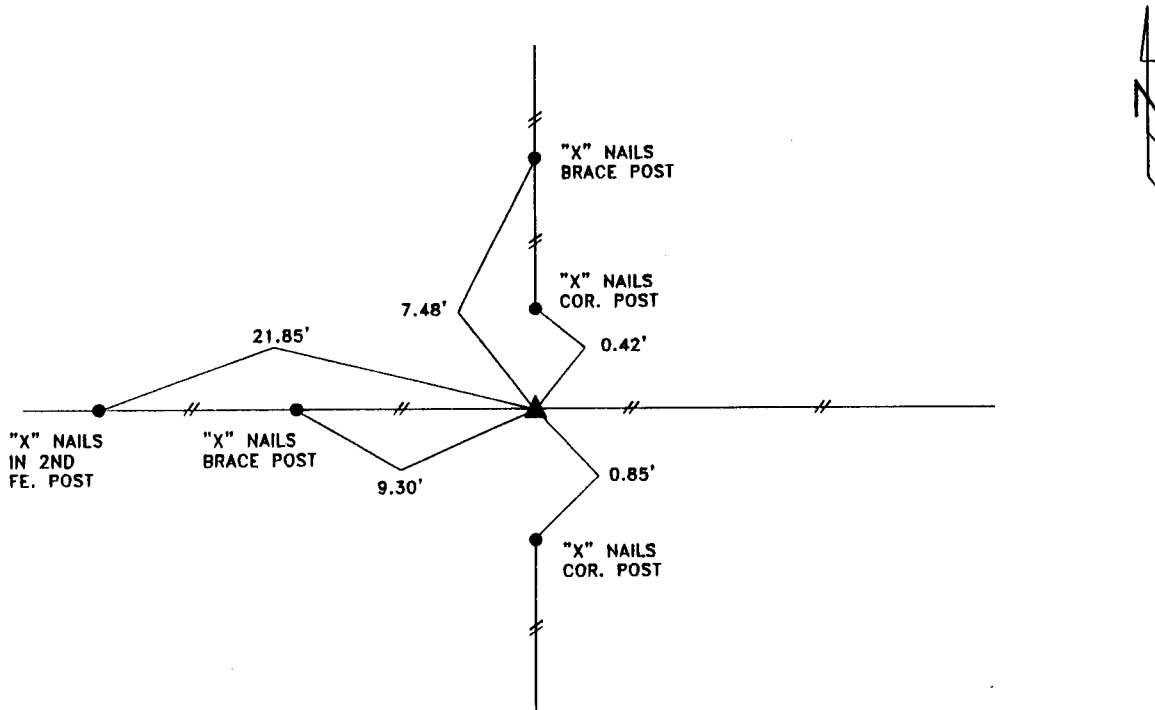 "X" NAILS
BRACE POST
"X" NAILS
COR. POST
7.48'
0.42'
21.85'
"X" NAILS
IN 2ND
FE. POST
"X" NAILS
BRACE POST
9.30'
0.85'
"X" NAILS
COR. POST
N